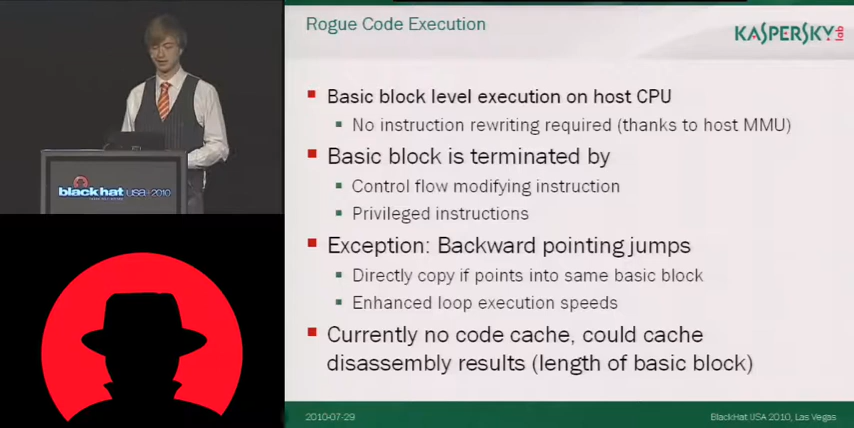 Rogue Code Execution
KASPERSKY lab
Basic block level execution on host CPU
No instruction rewriting required (thanks to host MMU)
Basic block is terminated by
Control flow modifying instruction
Privileged instructions
Exception: Backward pointing jumps
Directly copy if points into same basic block
Enhanced loop execution speeds
Currently no code cache, could cache
disassembly results (length of basic block)
2010-07-29
BlackHat USA 2010, Las Vegas
black hat USA 2010